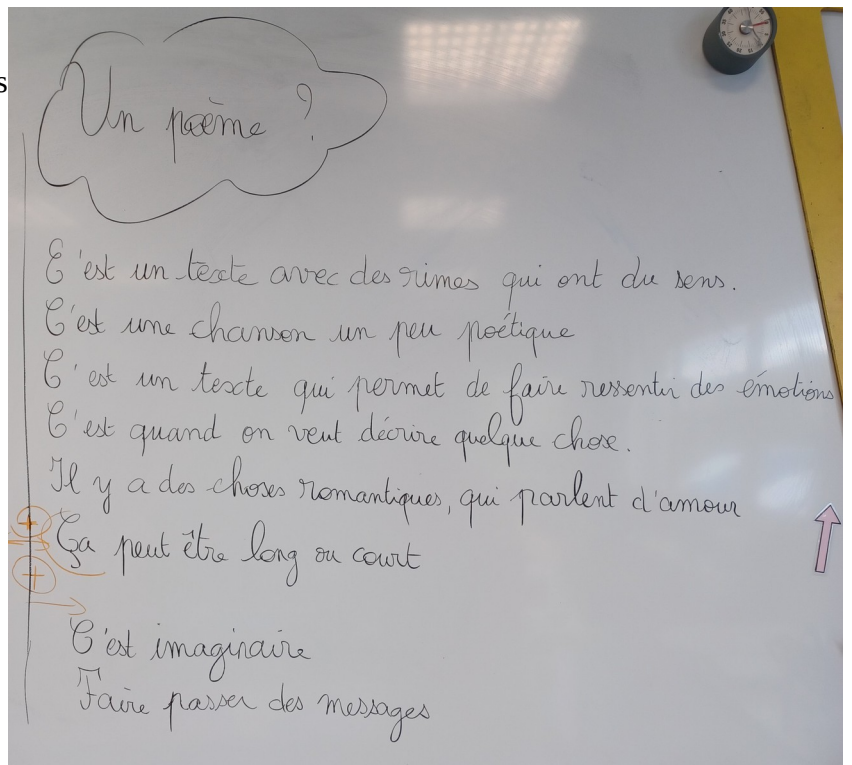 s
Un poème ?
C'est un texte avec des rimes qui ont du sens.
C'est une chanson un peu poétique
C'est un texte qui permet de faire ressentir des émotions
C'est quand on veut décrire quelque chose.
Il y a des choses romantiques, qui parlent d'amour
Ça peut être long ou court
C'est imaginaire
Faire passer des messages